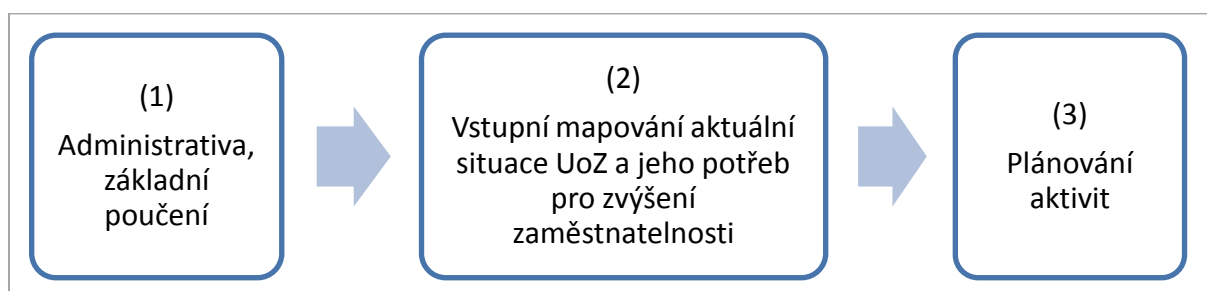 (1)
Administrativa,
základní
poučení
(2)
Vstupní mapování aktuální
situace UoZ a jeho potřeb
pro zvýšení
zaměstnatelnosti
(3)
Plánování
aktivit